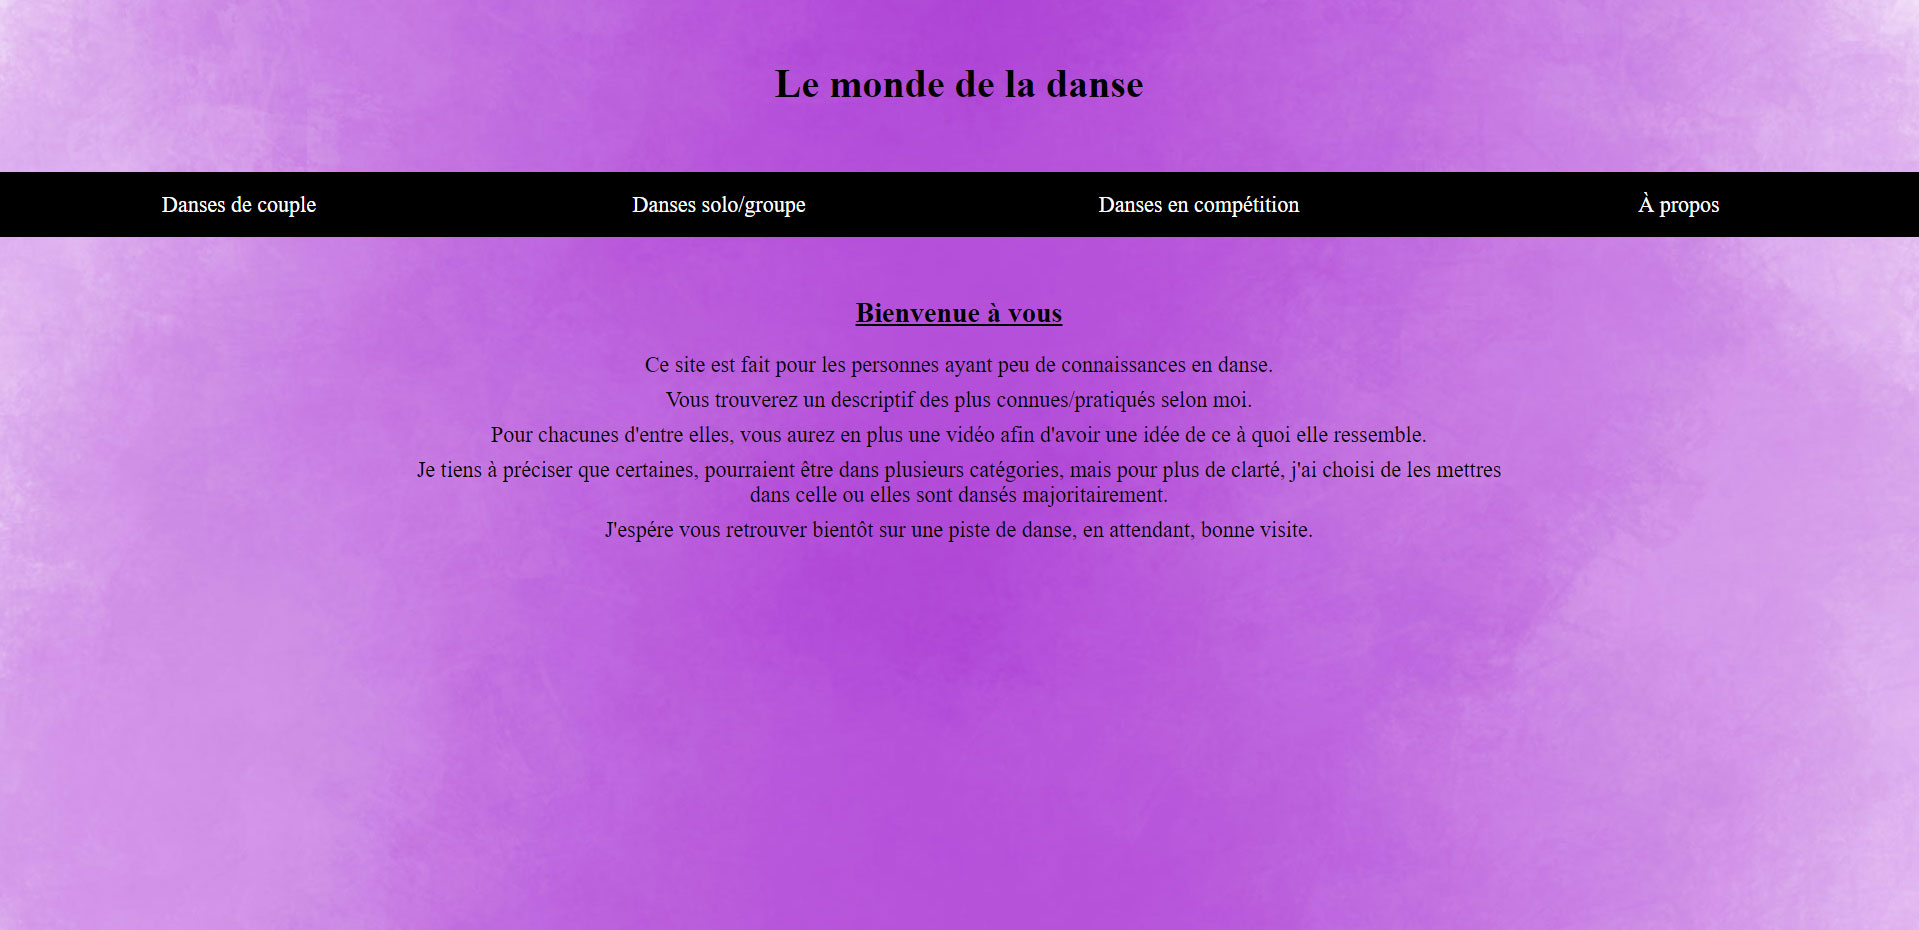 Le monde de la danse
Danses de couple
Danses solo/groupe
Danses en compétition
À propos
Bienvenue à vous
Ce site est fait pour les personnes ayant peu de connaissances en danse.
Vous trouverez un descriptif des plus connues/pratiqués selon moi.
Pour chacunes d'entre elles, vous aurez en plus une vidéo afin d'avoir une idée de ce à quoi elle ressemble.
Je tiens à préciser que certaines, pourraient être dans plusieurs catégories, mais pour plus de clarté, j'ai choisi de les mettres
dans celle ou elles sont dansés majoritairement.
J'espére vous retrouver bientôt sur une piste de danse, en attendant, bonne visite.